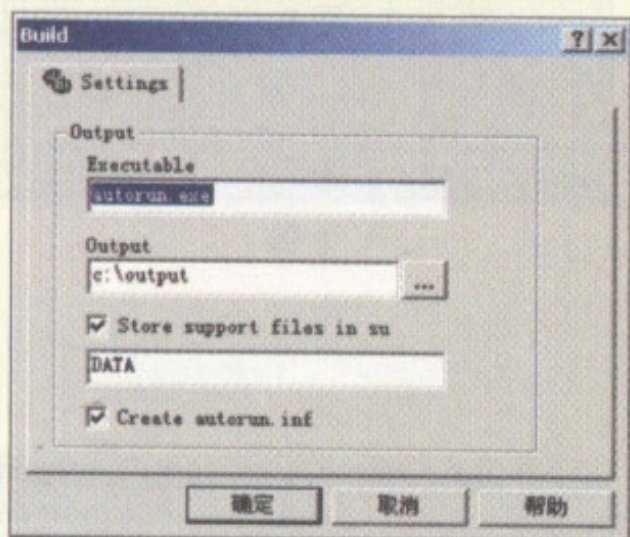 Build
Settings
Output
Executable
autorun.exe
Output
c:\output
...
Store support files in su
DATA
Create autorun.inf
确定 取消 帮助